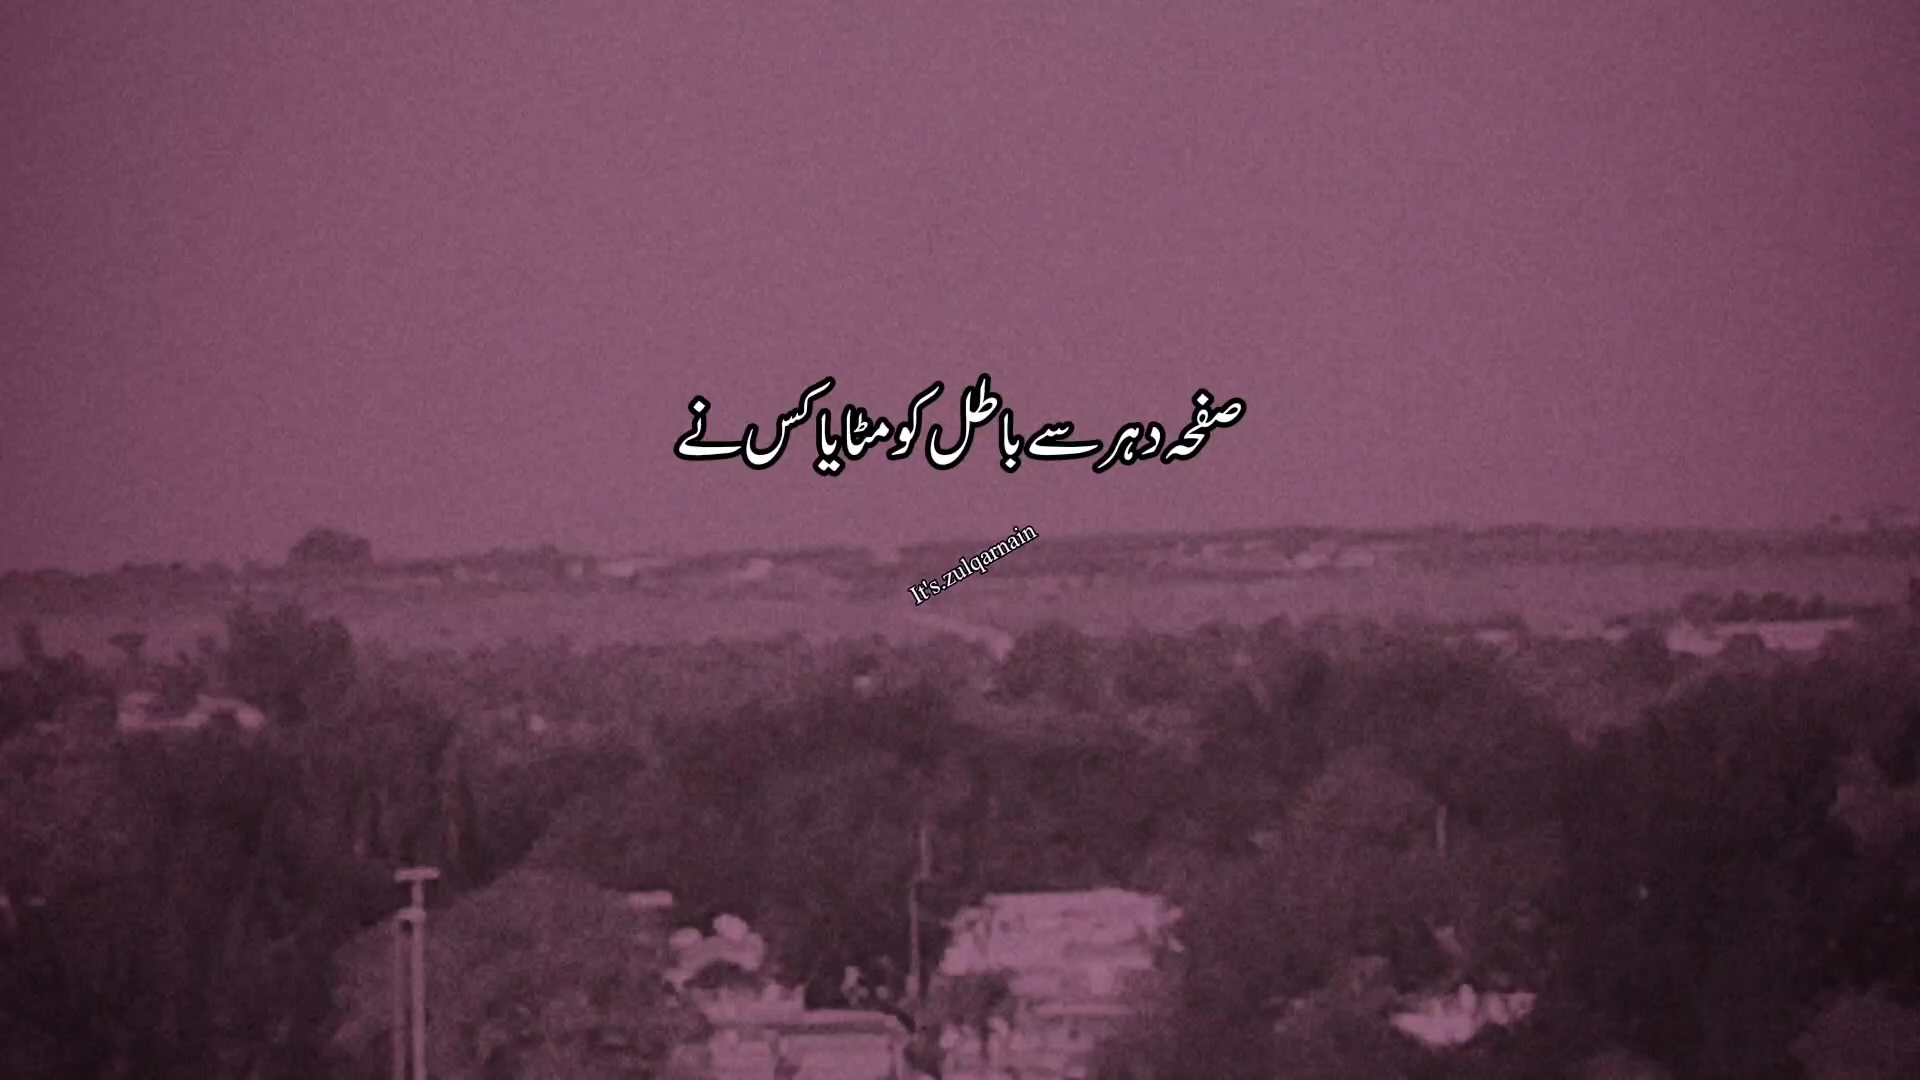 صفحہ دہر سے باطل کو مٹایا کس نے
It's.zulqarnain